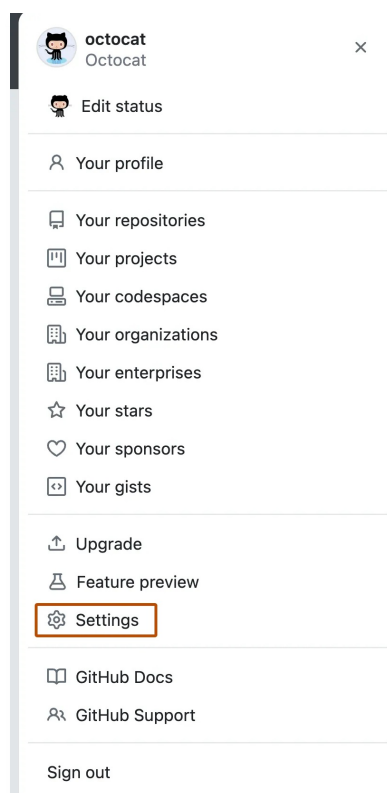 octocat
Octocat
Edit status
Your profile
Your repositories
Your projects
Your codespaces
Your organizations
Your enterprises
Your stars
Your sponsors
Your gists
Upgrade
Feature preview
Settings
GitHub Docs
GitHub Support
Sign out